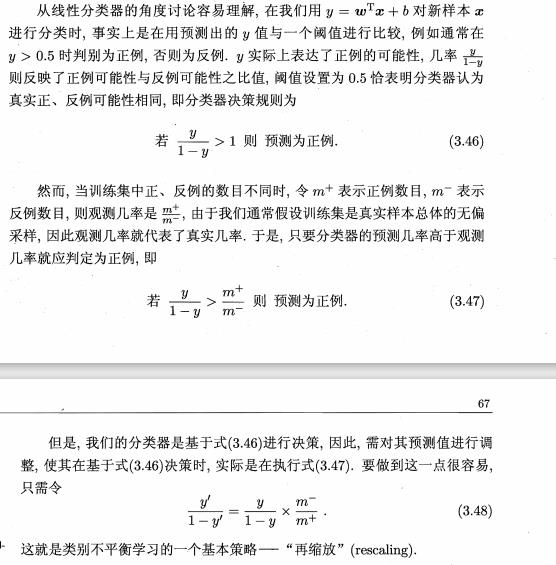 从线性分类器的角度讨论容易理解, 在我们用 y = wᵀx + b 对新样本 x
进行分类时, 事实上是在用预测出的 y 值与一个阈值进行比较, 例如通常在
y > 0.5 时判别为正例, 否则为反例. y 实际上表达了正例的可能性, 几率 y/(1−y)
则反映了正例可能性与反例可能性之比值, 阈值设置为 0.5 恰表明分类器认为
真实正、反例可能性相同, 即分类器决策规则为
若 y/(1−y) > 1 则 预测为正例. (3.46)
然而, 当训练集中正、反例的数目不同时, 令 m⁺ 表示正例数目, m⁻ 表示
反例数目, 则观测几率是 m⁺/m⁻, 由于我们通常假设训练集是真实样本总体的无偏
采样, 因此观测几率就代表了真实几率. 于是, 只要分类器的预测几率高于观测
几率就应判定为正例, 即
若 y/(1−y) > m⁺/m⁻ 则 预测为正例. (3.47)
67
但是, 我们的分类器是基于式(3.46)进行决策, 因此, 需对其预测值进行调
整, 使其在基于式(3.46)决策时, 实际是在执行式(3.47). 要做到这一点很容易,
只需令
y′/(1−y′) = y/(1−y) × m⁻/m⁺ . (3.48)
这就是类别不平衡学习的一个基本策略——“再缩放”(rescaling).